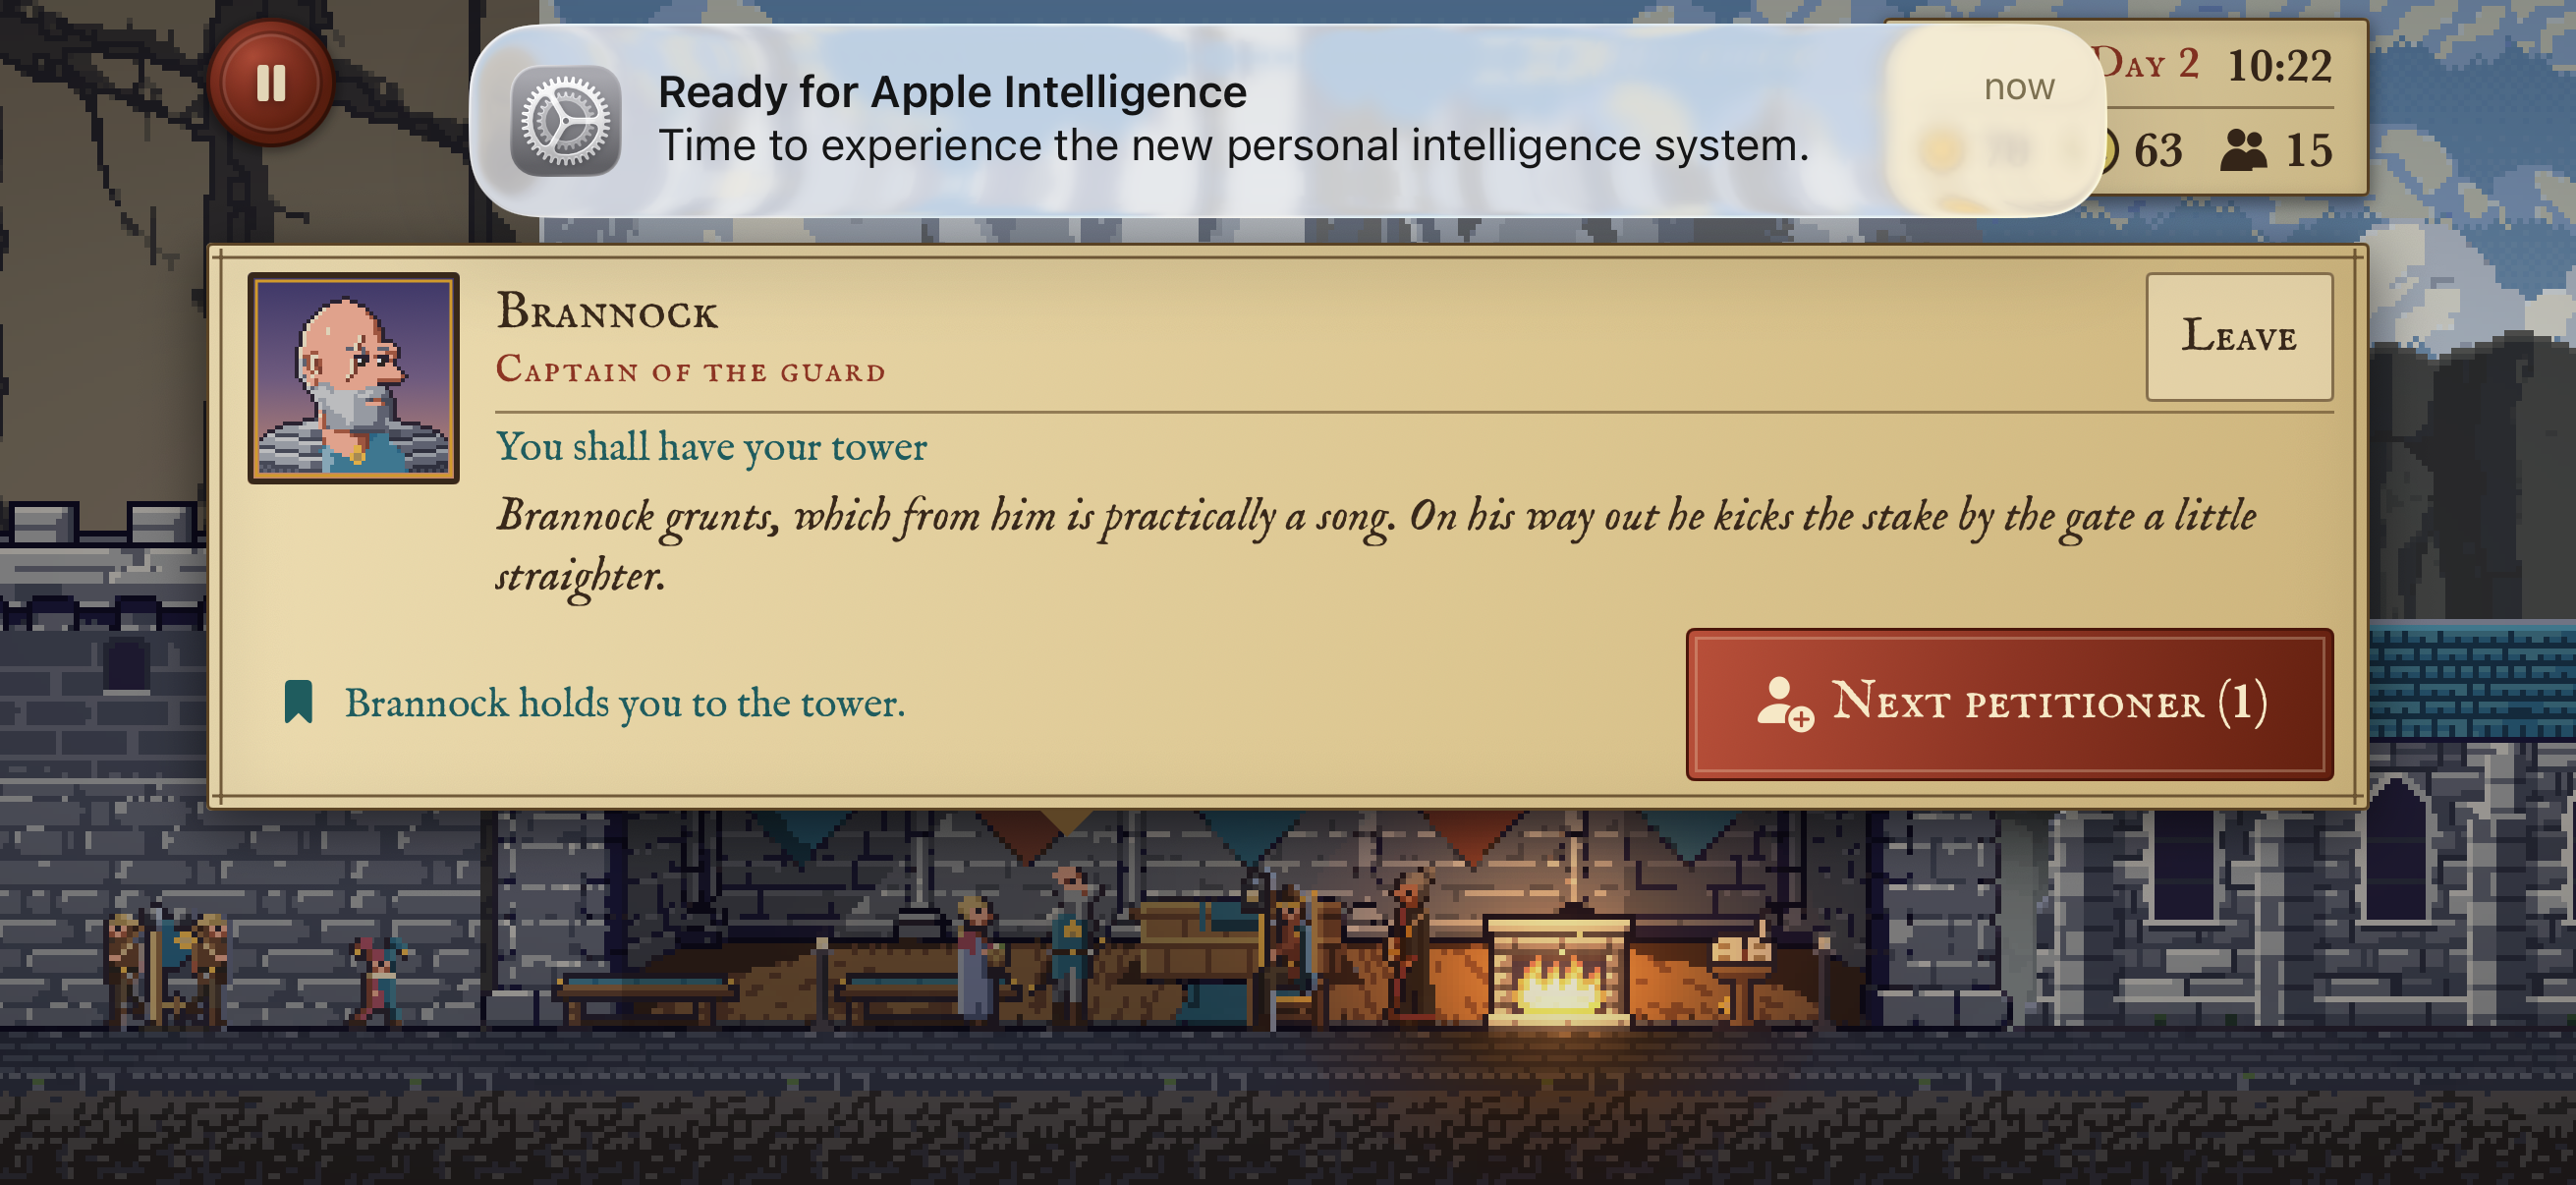 Ready for Apple Intelligence
now
Time to experience the new personal intelligence system.
Day 2 10:22
63 15
Brannock
Captain of the guard
Leave
You shall have your tower
Brannock grunts, which from him is practically a song. On his way out he kicks the stake by the gate a little
straighter.
Brannock holds you to the tower.
Next petitioner (1)